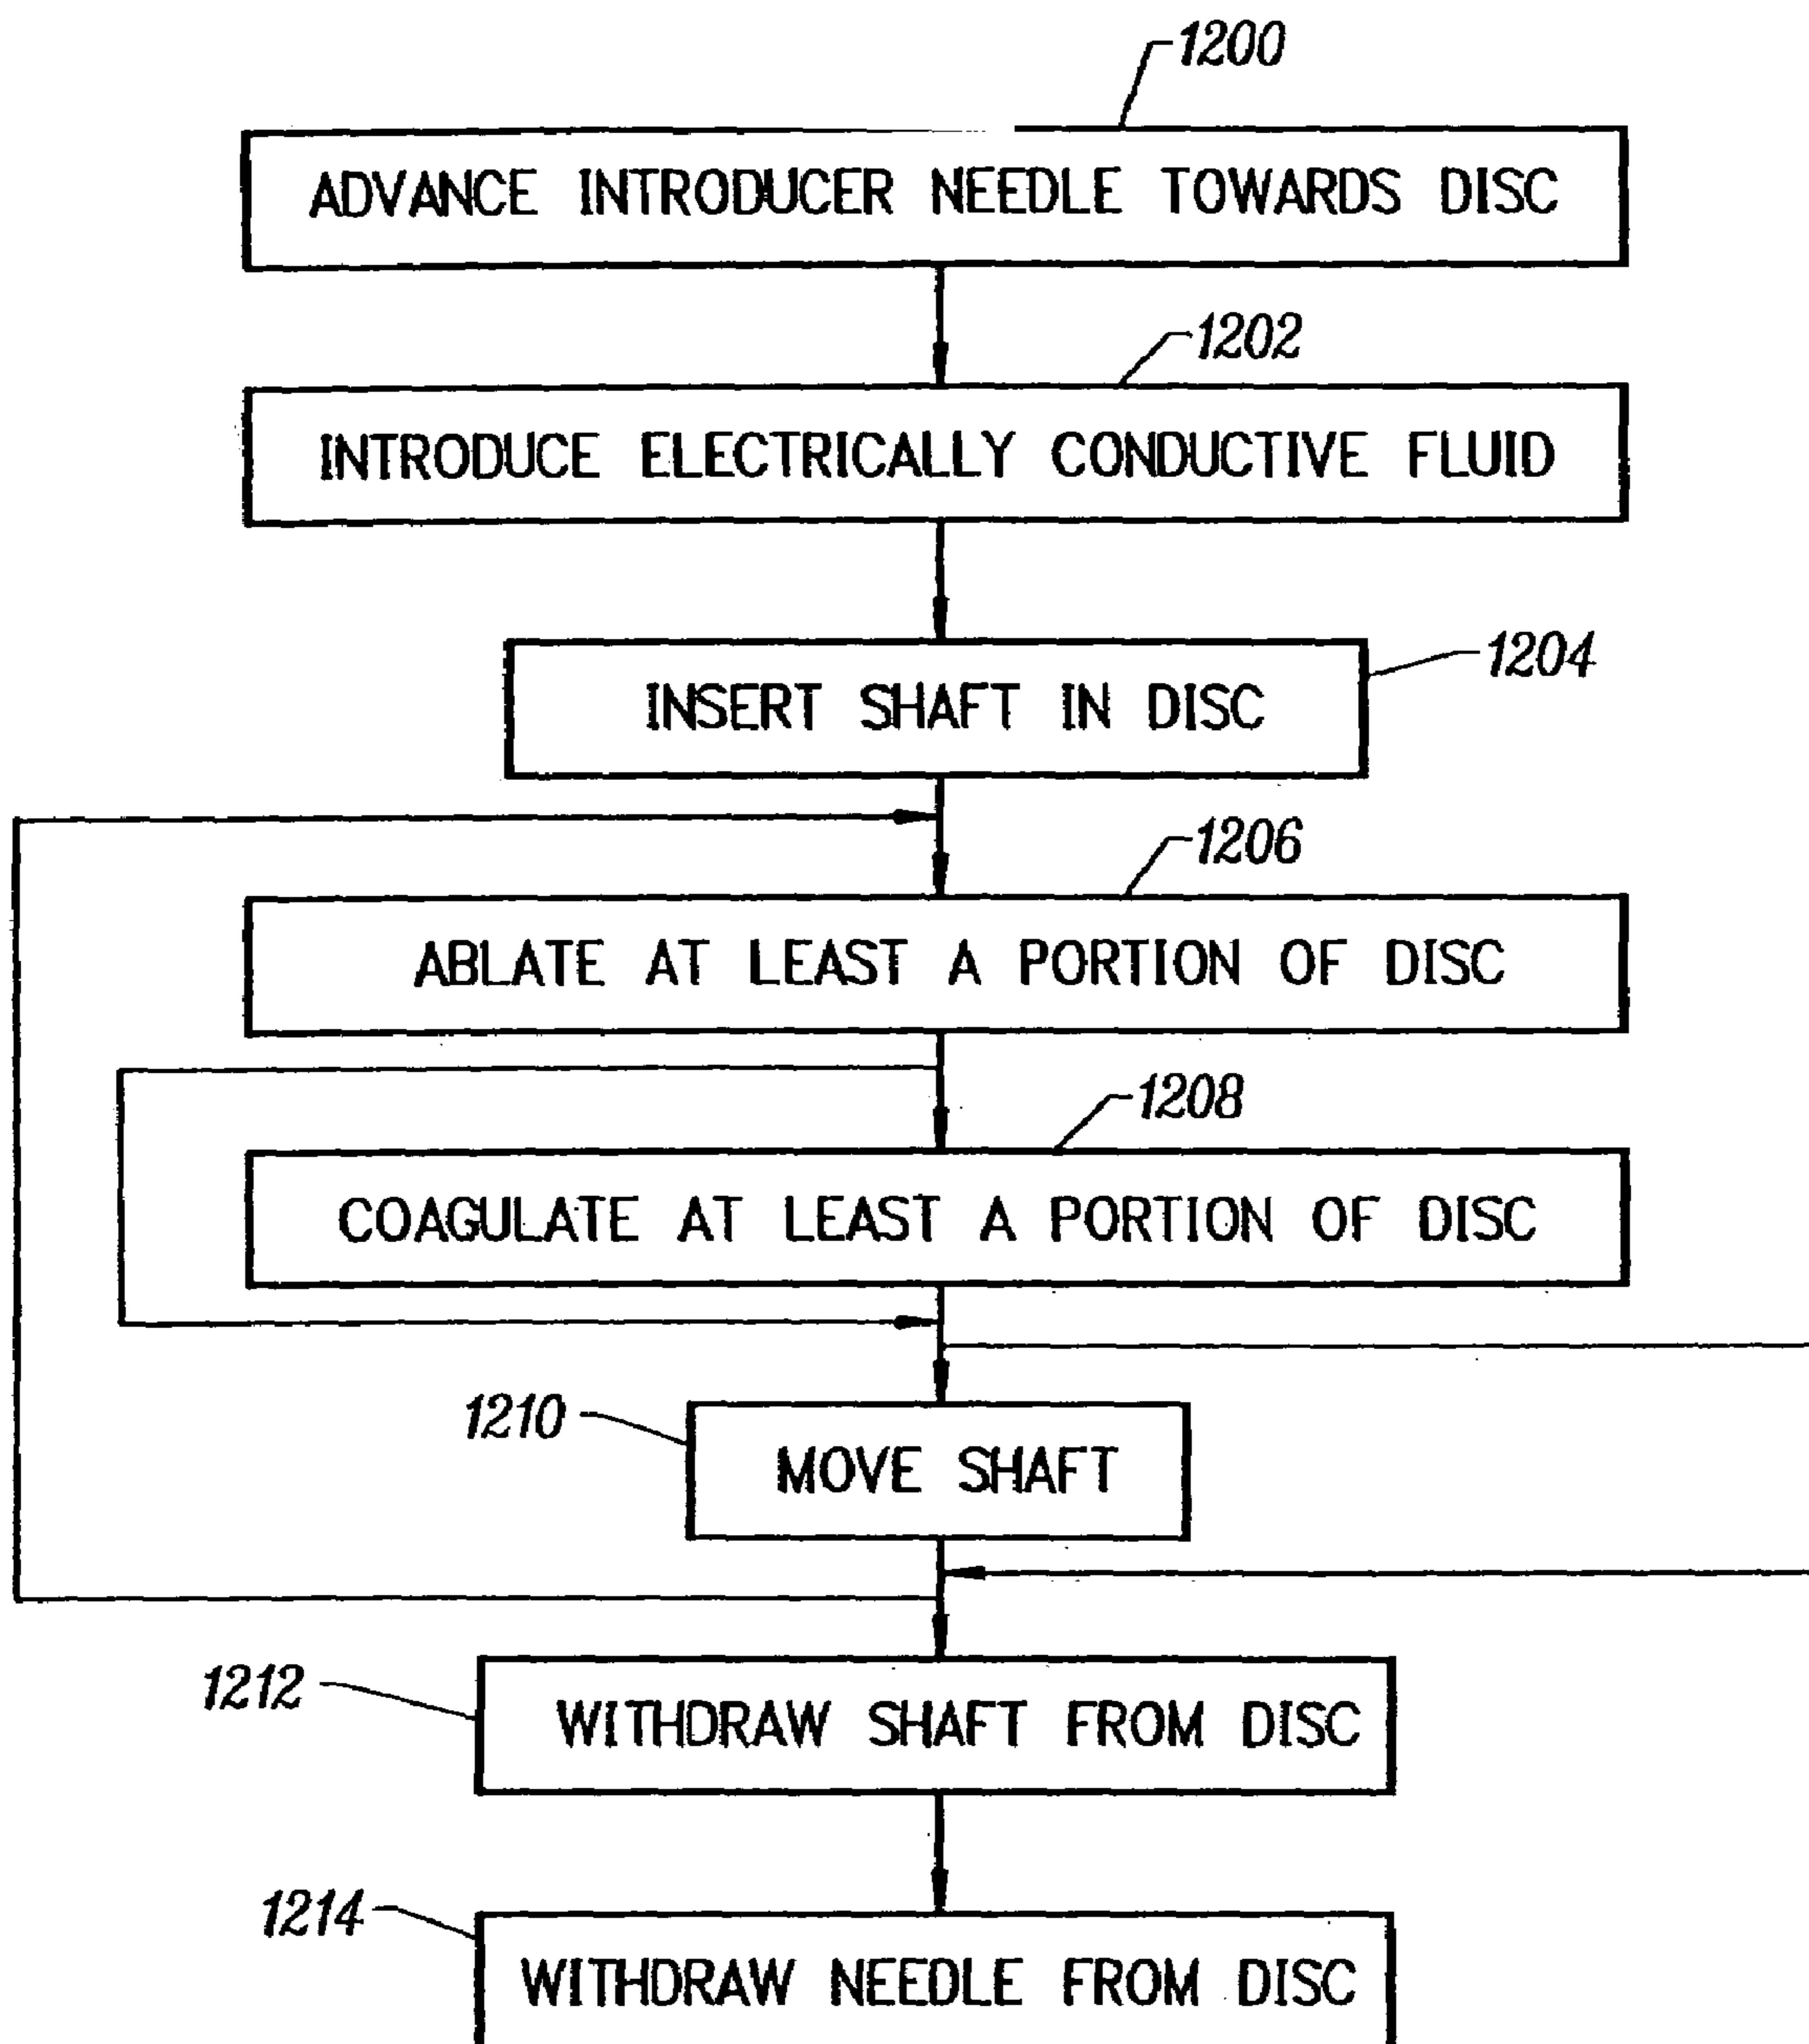 1200
ADVANCE INTRODUCER NEEDLE TOWARDS DISC
1202
INTRODUCE ELECTRICALLY CONDUCTIVE FLUID
1204
INSERT SHAFT IN DISC
1206
ABLATE AT LEAST A PORTION OF DISC
1208
COAGULATE AT LEAST A PORTION OF DISC
1210
MOVE SHAFT
1212
WITHDRAW SHAFT FROM DISC
1214
WITHDRAW NEEDLE FROM DISC